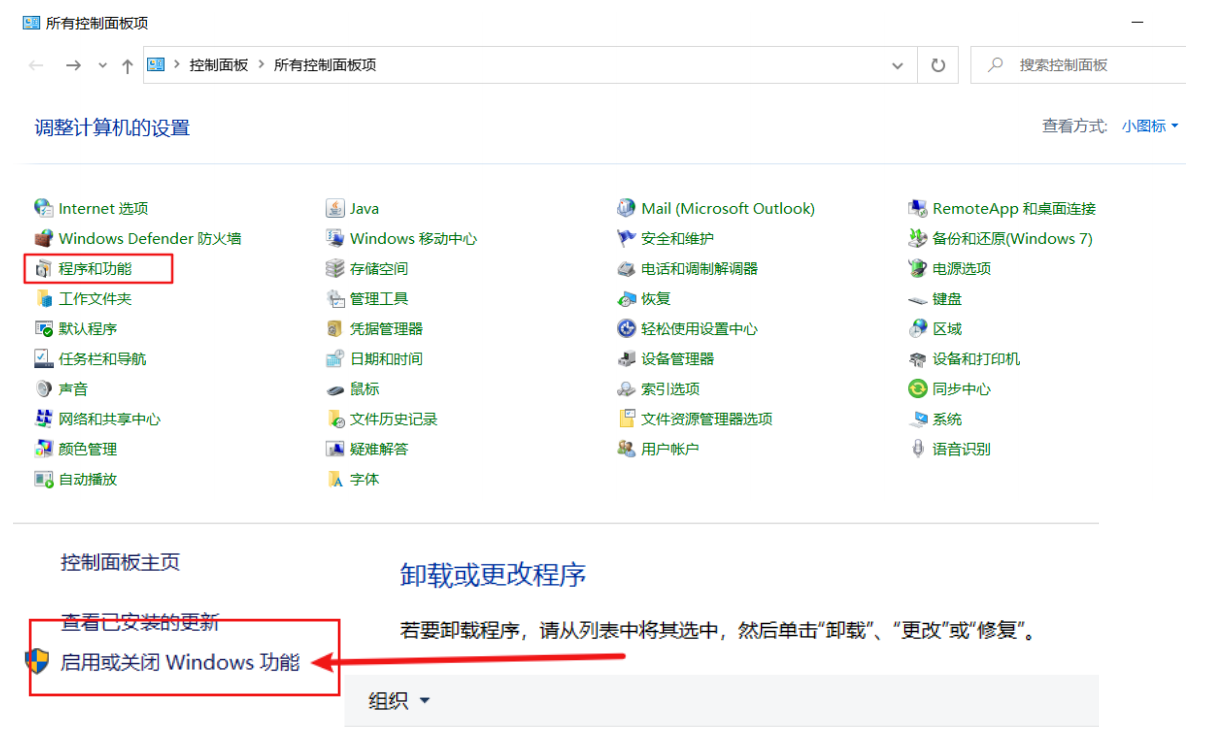 所有控制面板项
控制面板 > 所有控制面板项
搜索控制面板
调整计算机的设置
查看方式: 小图标
Internet 选项 Java Mail (Microsoft Outlook) RemoteApp 和桌面连接
Windows Defender 防火墙 Windows 移动中心 安全和维护 备份和还原(Windows 7)
程序和功能 存储空间 电话和调制解调器 电源选项
工作文件夹 管理工具 恢复 键盘
默认程序 凭据管理器 轻松使用设置中心 区域
任务栏和导航 日期和时间 设备管理器 设备和打印机
声音 鼠标 索引选项 同步中心
网络和共享中心 文件历史记录 文件资源管理器选项 系统
颜色管理 疑难解答 用户帐户 语音识别
自动播放 字体
控制面板主页
卸载或更改程序
查看已安装的更新
若要卸载程序，请从列表中将其选中，然后单击“卸载”、“更改”或“修复”。
启用或关闭 Windows 功能
组织